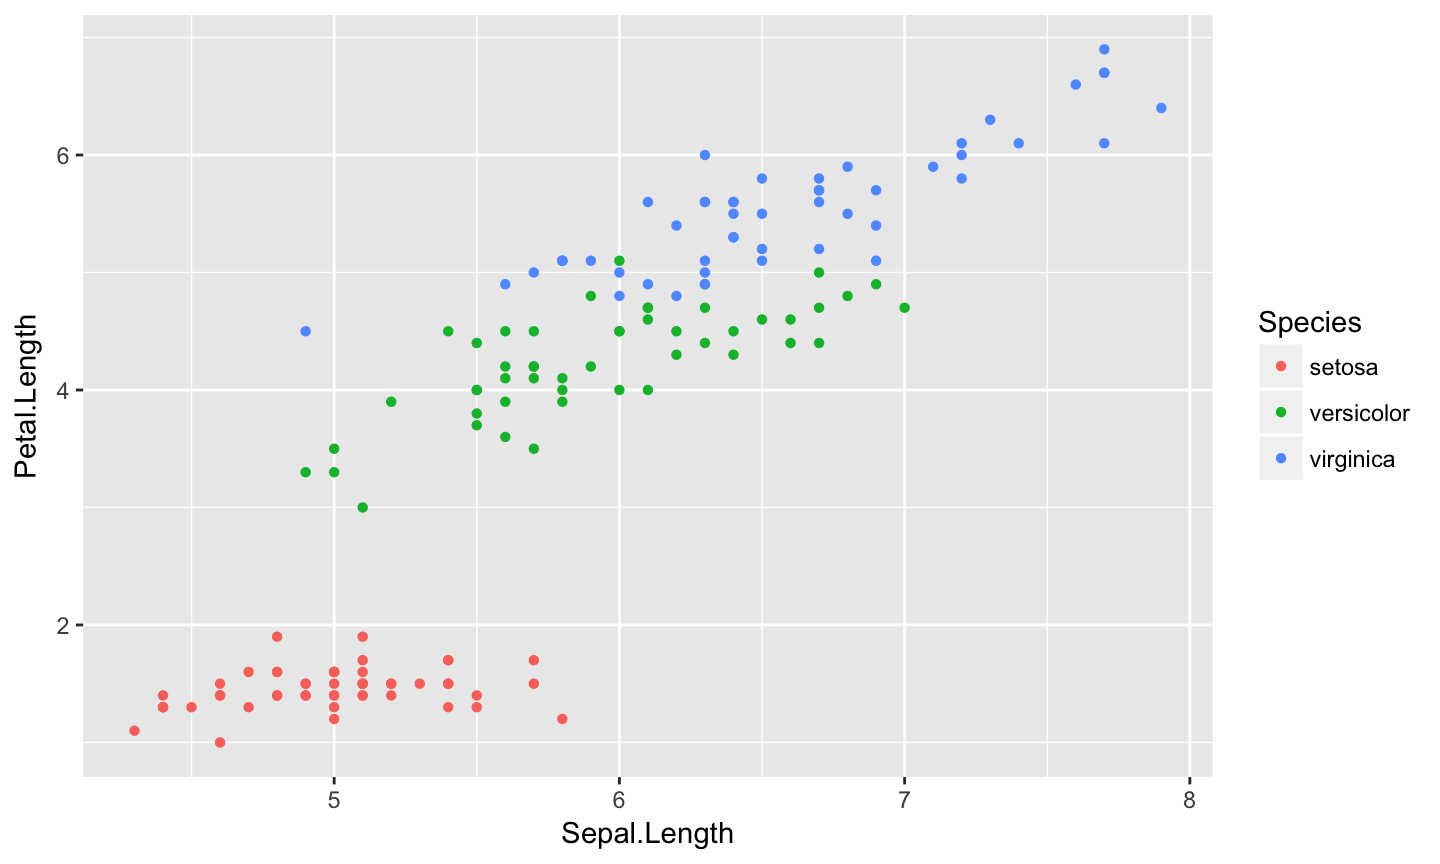 6
4
2
Petal.Length
5 6 7 8
Sepal.Length
Species
setosa
versicolor
virginica